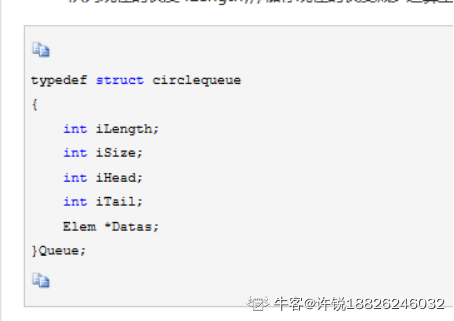 typedef struct circlequeue
{
    int iLength;
    int iSize;
    int iHead;
    int iTail;
    Elem *Datas;
}Queue;
牛客@许锐18826246032